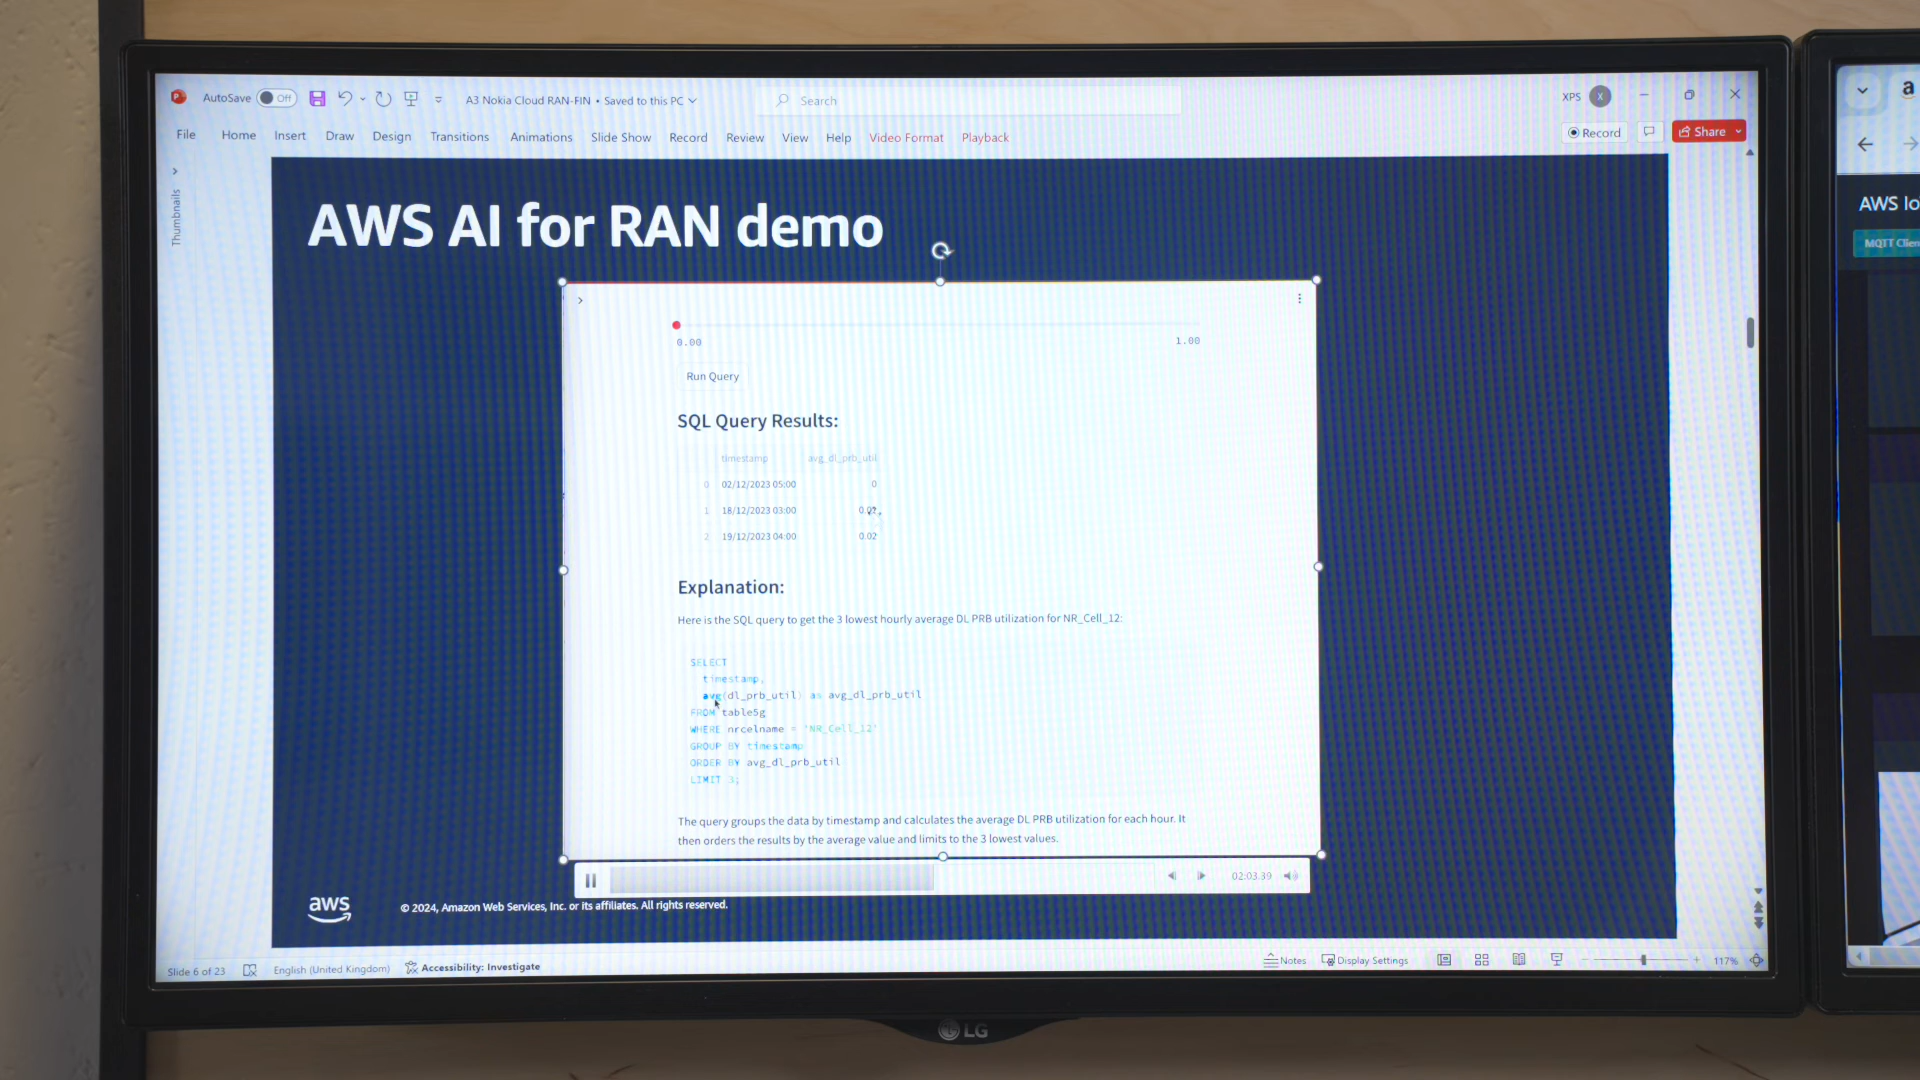 AutoSave Off A3 Nokia Cloud RAN-FIN • Saved to this PC Search XPS X
File Home Insert Draw Design Transitions Animations Slide Show Record Review View Help Video Format Playback Record Share
Thumbnails
AWS AI for RAN demo
0.00 1.00
Run Query
SQL Query Results:
timestamp avg_dl_prb_util
0 02/12/2023 05:00 0
1 18/12/2023 03:00 0.02
2 19/12/2023 04:00 0.02
Explanation:
Here is the SQL query to get the 3 lowest hourly average DL PRB utilization for NR_Cell_12:
SELECT
timestamp,
avg(dl_prb_util) as avg_dl_prb_util
FROM table5g
WHERE nrcelname = 'NR_Cell_12'
GROUP BY timestamp
ORDER BY avg_dl_prb_util
LIMIT 3;
The query groups the data by timestamp and calculates the average DL PRB utilization for each hour. It
then orders the results by the average value and limits to the 3 lowest values.
02:03.39
aws © 2024, Amazon Web Services, Inc. or its affiliates. All rights reserved.
Slide 6 of 23 English (United Kingdom) Accessibility: Investigate Notes Display Settings 117%
LG
a
AWS Io
MQTT Clien